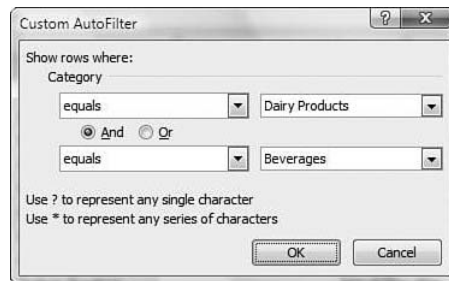 Custom AutoFilter
?
X
Show rows where:
Category
equals
Dairy Products
And Or
equals
Beverages
Use ? to represent any single character
Use * to represent any series of characters
OK Cancel